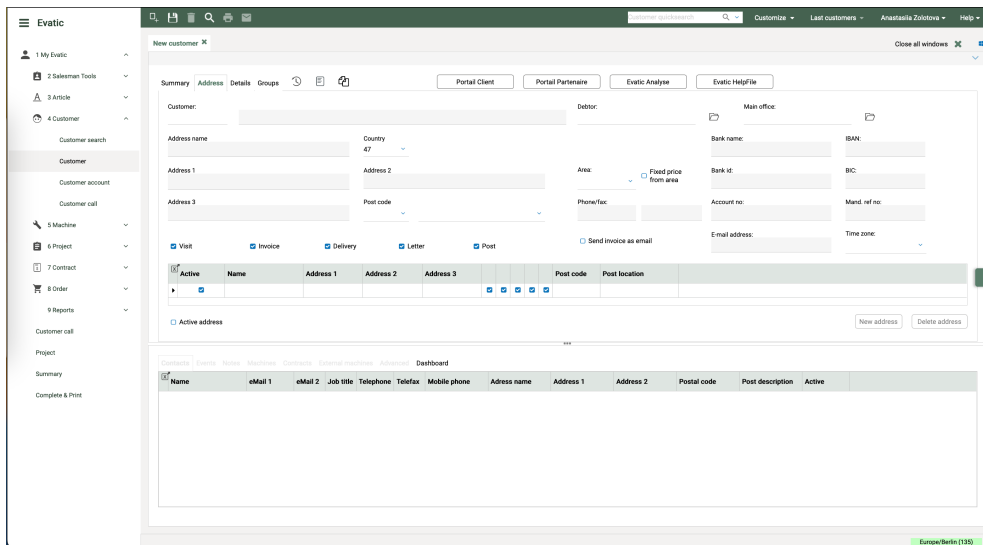 Evatic
Customer quicksearch
Customize
Last customers
Anastasiia Zolotova
Help
New customer
Close all windows
1 My Evatic
2 Salesman Tools
3 Article
4 Customer
Customer search
Customer
Customer account
Customer call
5 Machine
6 Project
7 Contract
8 Order
9 Reports
Customer call
Project
Summary
Complete & Print
Summary Address Details Groups
Portail Client
Portail Partenaire
Evatic Analyse
Evatic HelpFile
Customer: Debtor: Main office:
Address name Country Bank name: IBAN:
47
Address 1 Address 2 Area: Fixed price from area Bank id: BIC:
Address 3 Post code Phone/fax: Account no: Mand. ref no:
Visit Invoice Delivery Letter Post Send invoice as email E-mail address: Time zone:
Active Name Address 1 Address 2 Address 3 Post code Post location
Active address New address Delete address
Contacts Events Notes Machines Contracts External machines Advanced Dashboard
Name eMail 1 eMail 2 Job title Telephone Telefax Mobile phone Adress name Address 1 Address 2 Postal code Post description Active
Europe/Berlin (135)